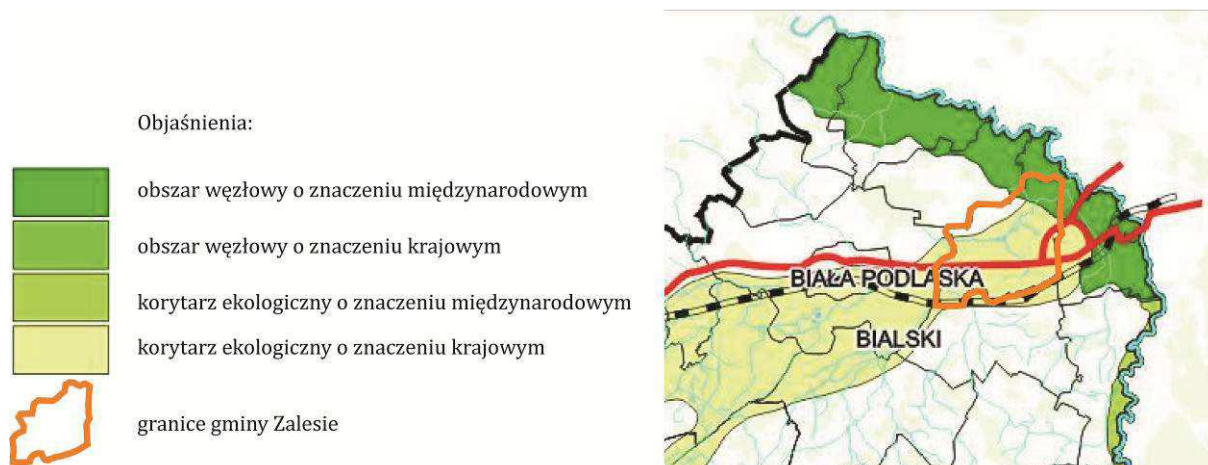 Objaśnienia:
obszar węzłowy o znaczeniu międzynarodowym
obszar węzłowy o znaczeniu krajowym
korytarz ekologiczny o znaczeniu międzynarodowym
korytarz ekologiczny o znaczeniu krajowym
granice gminy Zalesie
BIAŁA PODLASKA
BIALSKI